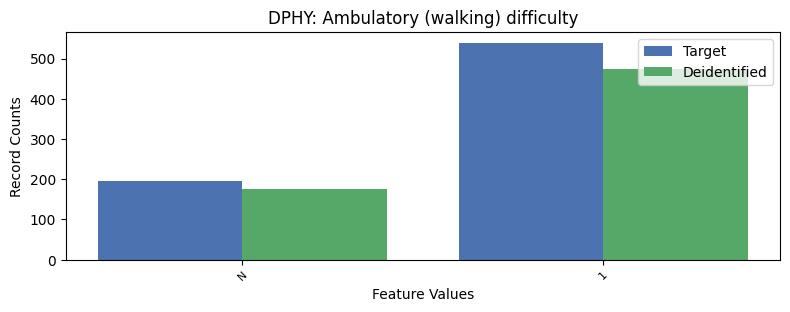 DPHY: Ambulatory (walking) difficulty
Target
Deidentified
500
400
300
200
100
0
Record Counts
N
1
Feature Values